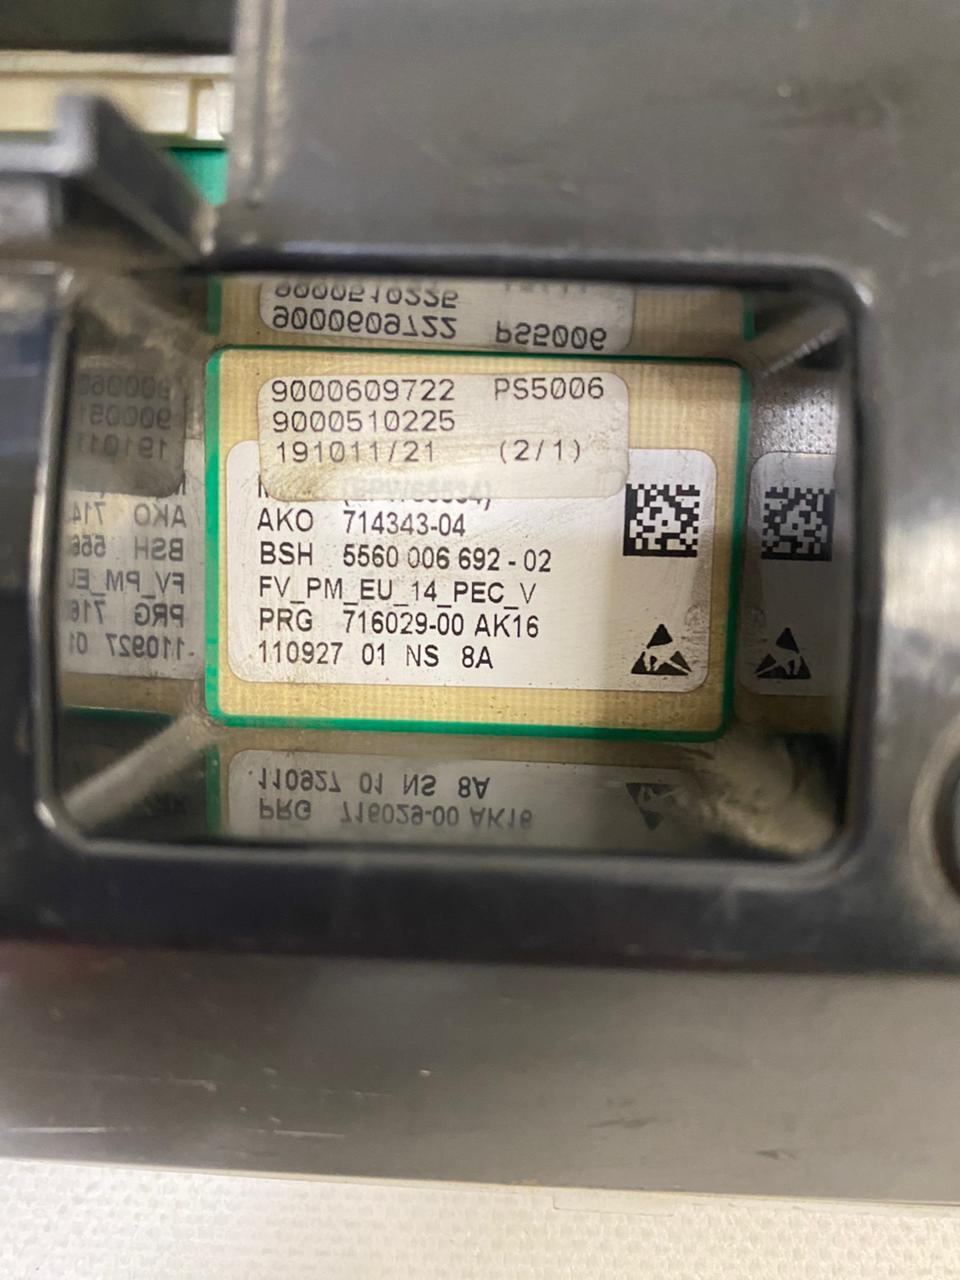 9000609722 PS5006
9000510225
191011/21 (2/1)
AKO 714343-04
BSH 5560 006 692 - 02
FV_PM_EU_14_PEC_V
PRG 716029-00 AK16
110927 01 NS 8A